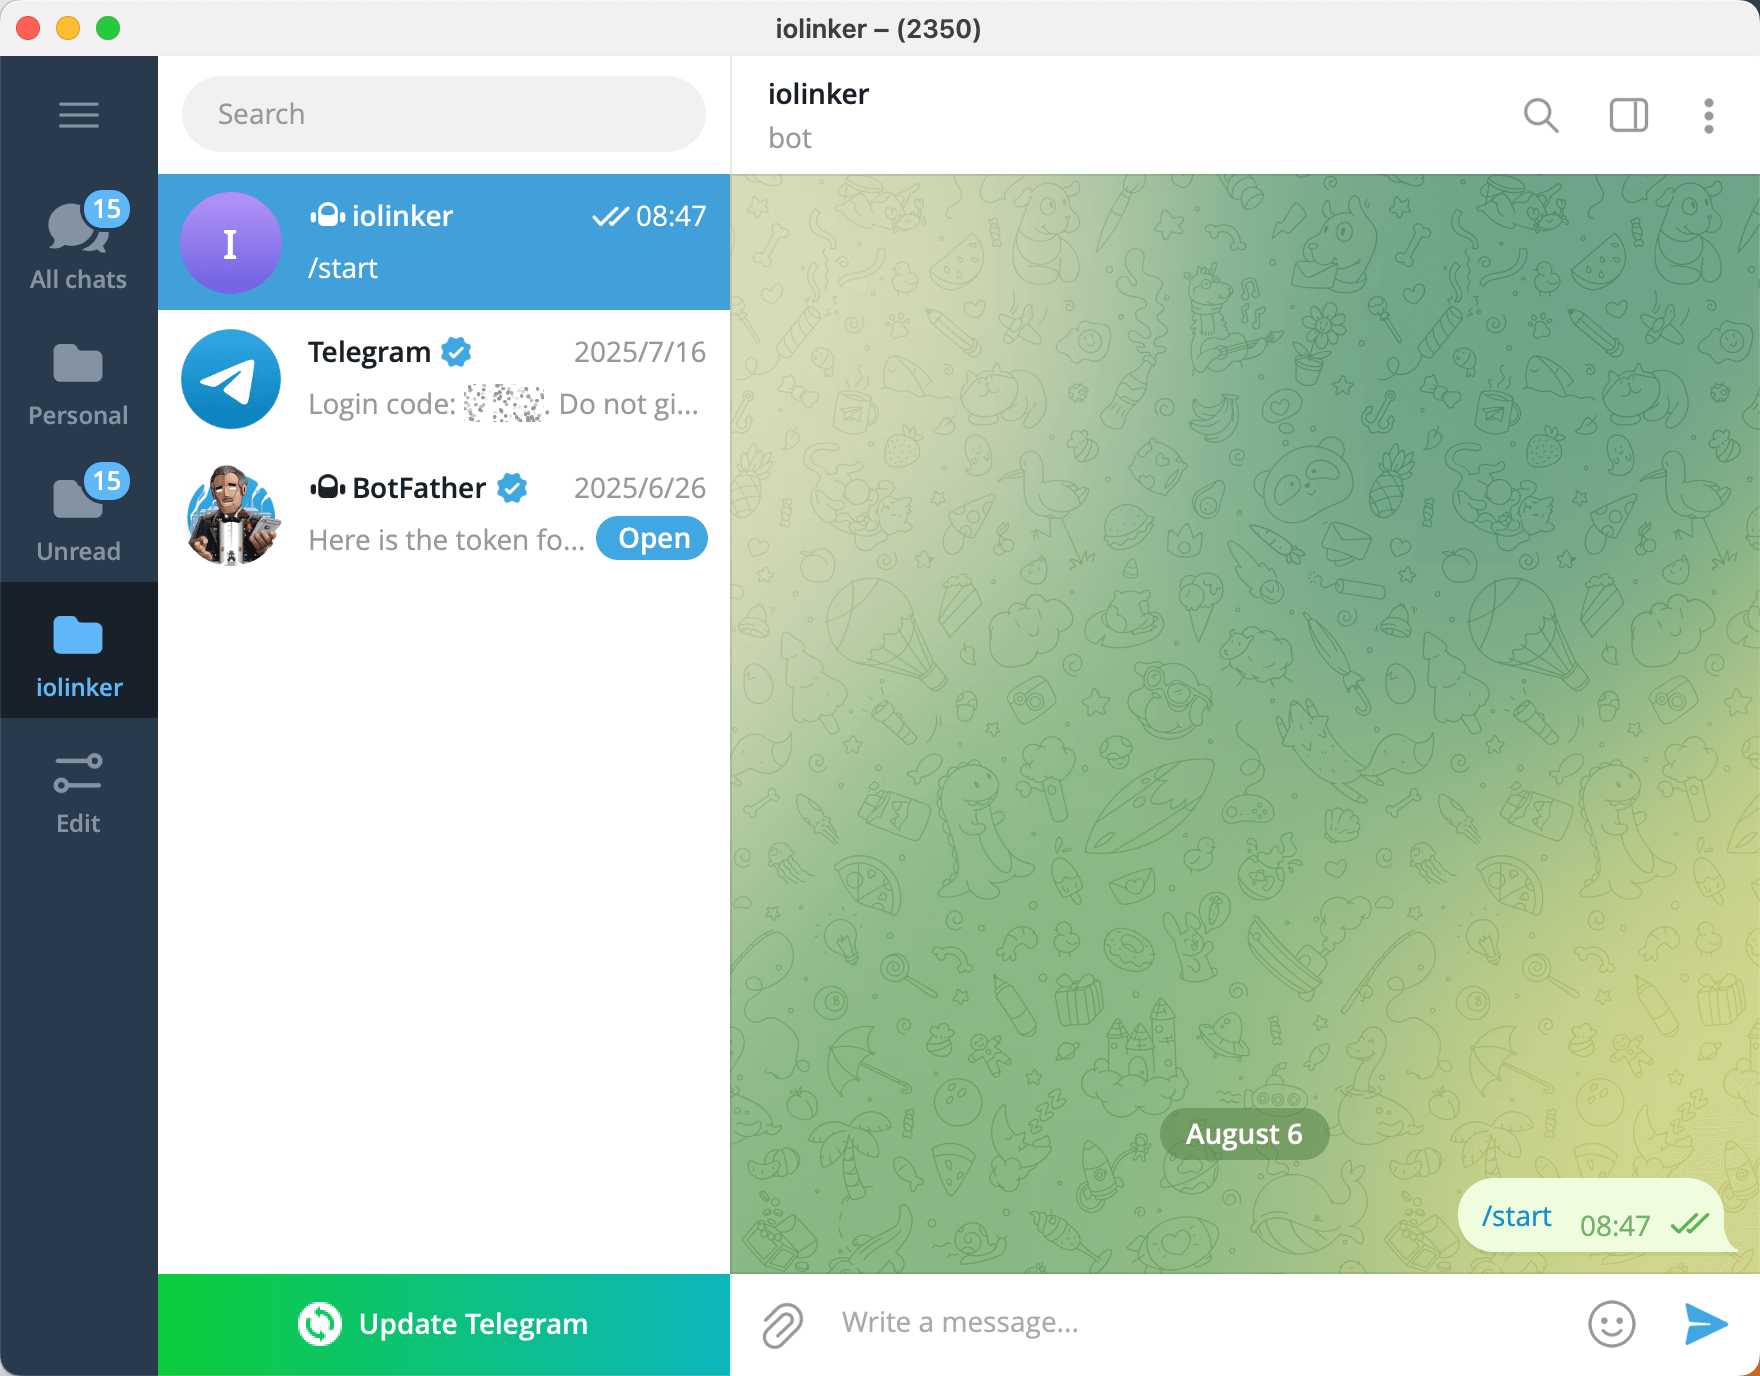 iolinker – (2350)
Search
iolinker
bot
15
All chats
Personal
15
Unread
iolinker
Edit
I
iolinker
08:47
/start
Telegram
2025/7/16
Login code: . Do not gi...
BotFather
2025/6/26
Here is the token fo...
Open
August 6
/start
08:47
Update Telegram
Write a message...